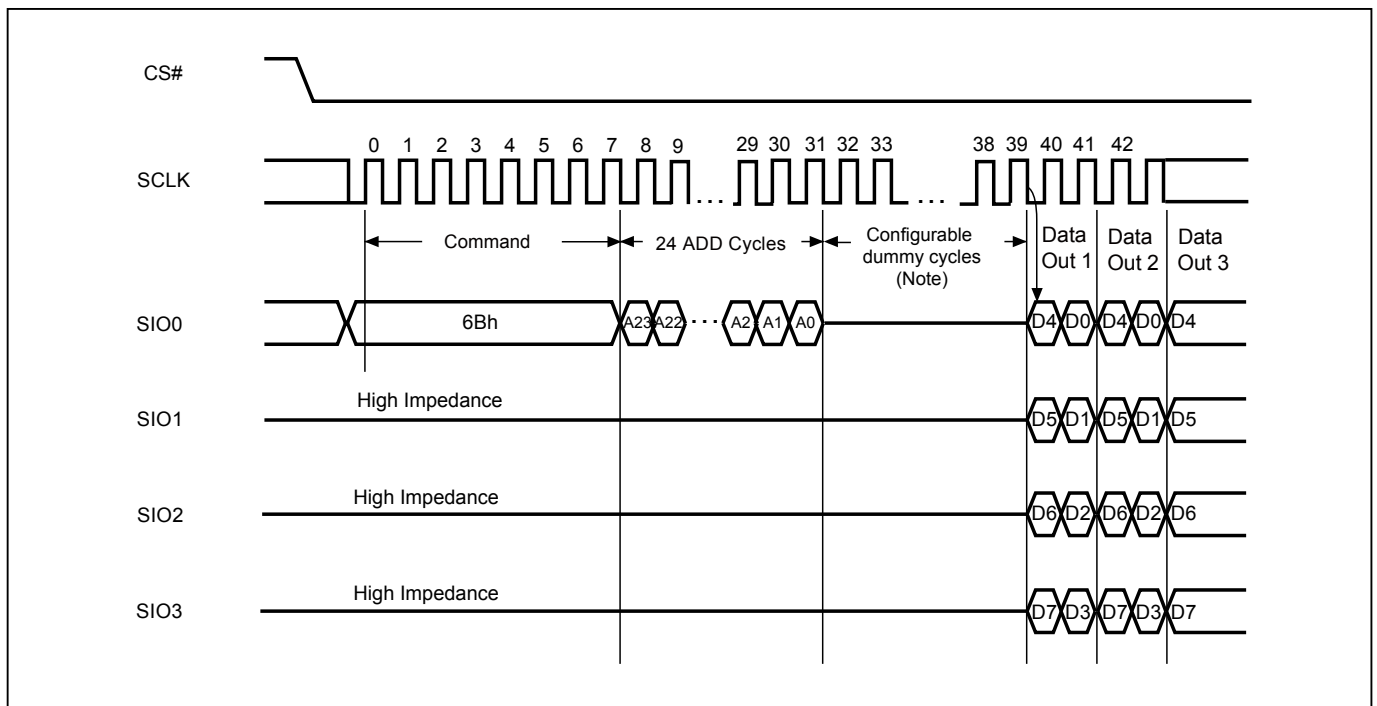 CS#
0 1 2 3 4 5 6 7 8 9 29 30 31 32 33 38 39 40 41 42
SCLK
... ...
Command 24 ADD Cycles Configurable dummy cycles (Note) Data Out 1 Data Out 2 Data Out 3
SIO0 6Bh A23 A22 ... A2 A1 A0 D4 D0 D4 D0 D4
High Impedance
SIO1 D5 D1 D5 D1 D5
High Impedance
SIO2 D6 D2 D6 D2 D6
High Impedance
SIO3 D7 D3 D7 D3 D7